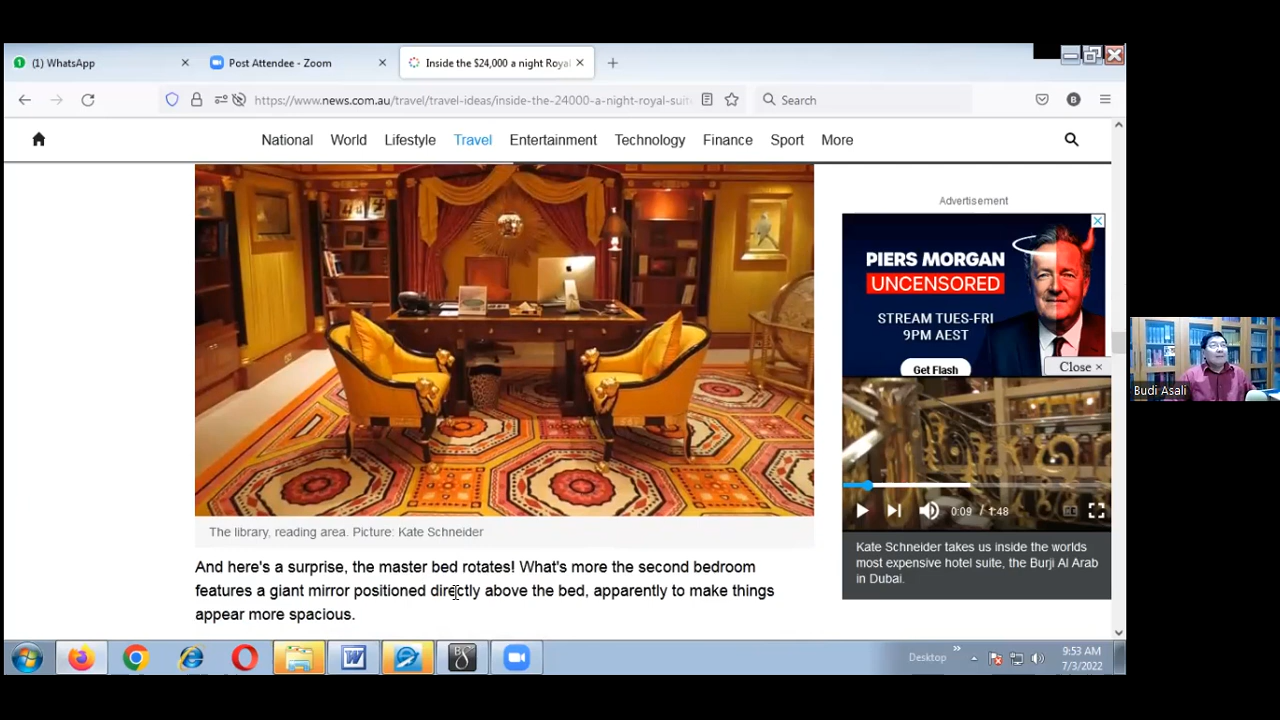 (1) WhatsApp
Post Attendee - Zoom
Inside the $24,000 a night Royal
https://www.news.com.au/travel/travel-ideas/inside-the-24000-a-night-royal-suit
Search
B
National World Lifestyle Travel Entertainment Technology Finance Sport More
Advertisement
PIERS MORGAN
UNCENSORED
STREAM TUES-FRI
9PM AEST
Get Flash
Close ×
0:09 / 1:48
Kate Schneider takes us inside the worlds
most expensive hotel suite, the Burji Al Arab
in Dubai.
The library, reading area. Picture: Kate Schneider
And here's a surprise, the master bed rotates! What's more the second bedroom
features a giant mirror positioned directly above the bed, apparently to make things
appear more spacious.
Budi Asali
Desktop
9:53 AM
7/3/2022